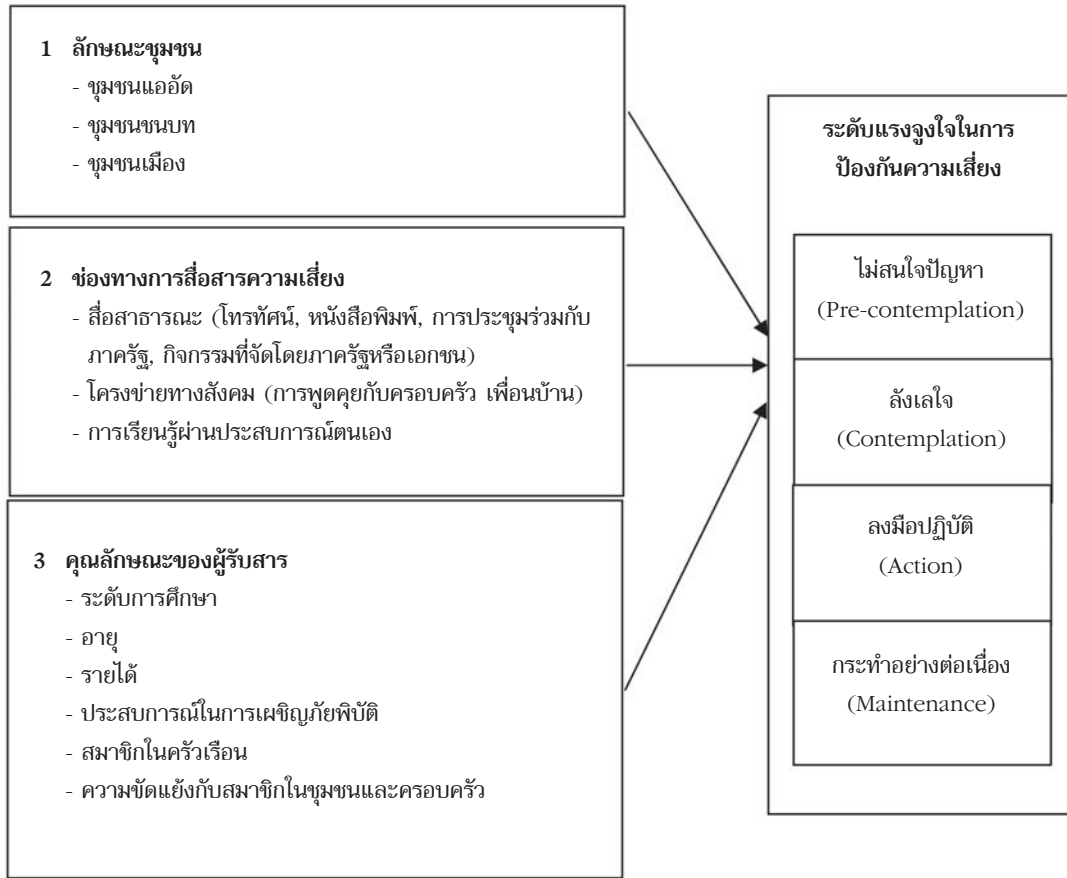 1 ลักษณะชุมชน
- ชุมชนแออัด
- ชุมชนชนบท
- ชุมชนเมือง
2 ช่องทางการสื่อสารความเสี่ยง
- สื่อสาธารณะ (โทรทัศน์, หนังสือพิมพ์, การประชุมร่วมกับ
ภาครัฐ, กิจกรรมที่จัดโดยภาครัฐหรือเอกชน)
- โครงข่ายทางสังคม (การพูดคุยกับครอบครัว เพื่อนบ้าน)
- การเรียนรู้ผ่านประสบการณ์ตนเอง
3 คุณลักษณะของผู้รับสาร
- ระดับการศึกษา
- อายุ
- รายได้
- ประสบการณ์ในการเผชิญภัยพิบัติ
- สมาชิกในครัวเรือน
- ความขัดแย้งกับสมาชิกในชุมชนและครอบครัว
ระดับแรงจูงใจในการ
ป้องกันความเสี่ยง
ไม่สนใจปัญหา
(Pre-contemplation)
ลังเลใจ
(Contemplation)
ลงมือปฏิบัติ
(Action)
กระทำอย่างต่อเนื่อง
(Maintenance)